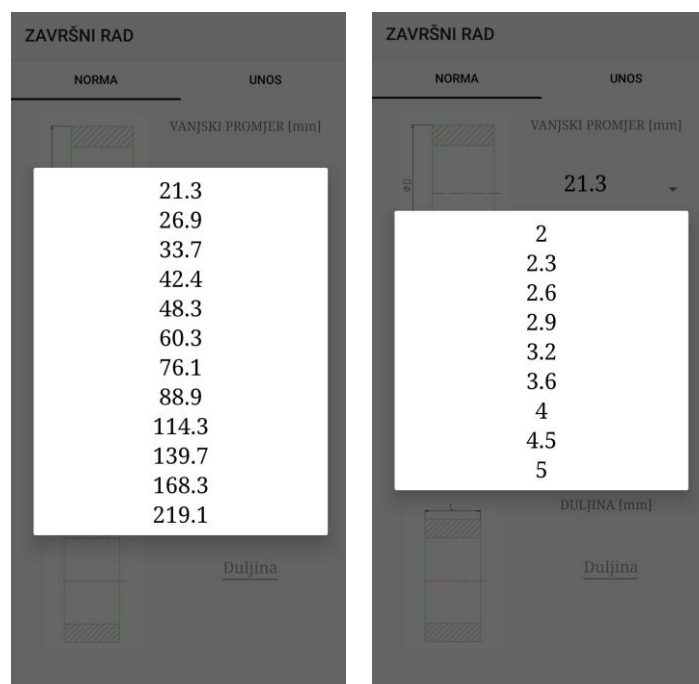 ZAVRŠNI RAD
NORMA UNOS
VANJSKI PROMJER [mm]
21.3
26.9
33.7
42.4
48.3
60.3
76.1
88.9
114.3
139.7
168.3
219.1
Duljina
ZAVRŠNI RAD
NORMA UNOS
VANJSKI PROMJER [mm]
⌀D
21.3
2
2.3
2.6
2.9
3.2
3.6
4
4.5
5
DULJINA [mm]
L
Duljina